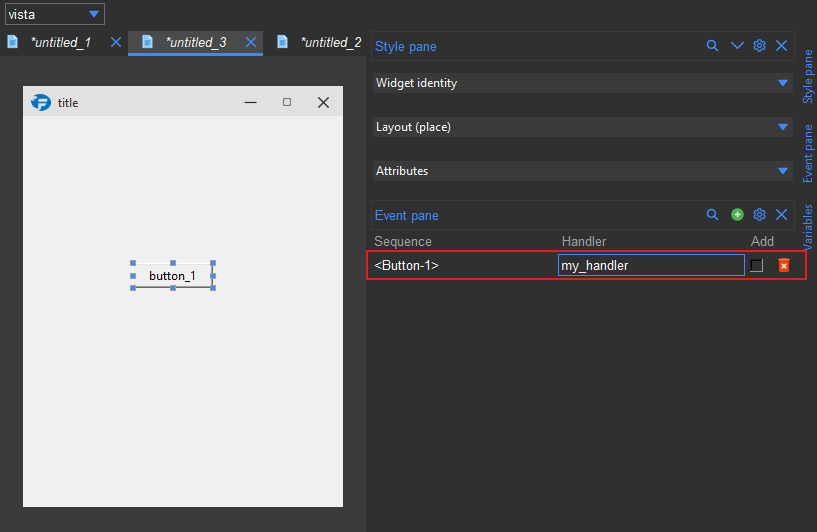 vista
*untitled_1
*untitled_3
*untitled_2
title
button_1
Style pane
Widget identity
Layout (place)
Attributes
Event pane
Sequence Handler Add
<Button-1> my_handler
Style pane
Event pane
Variables